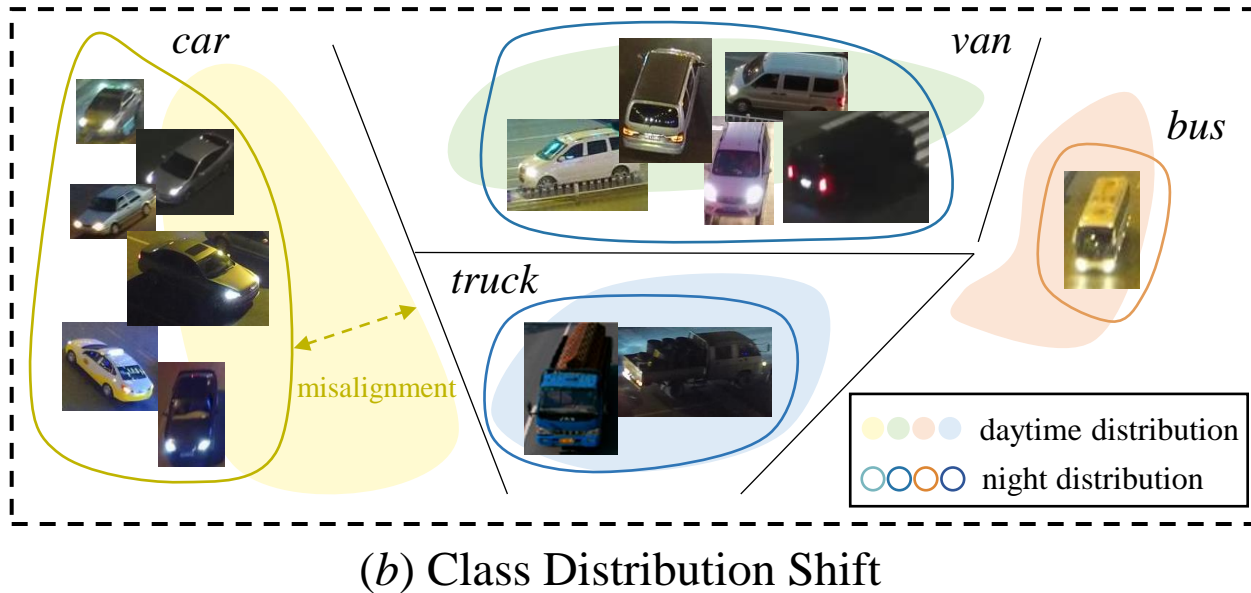 car
van
bus
truck
misalignment
daytime distribution
night distribution
(b) Class Distribution Shift